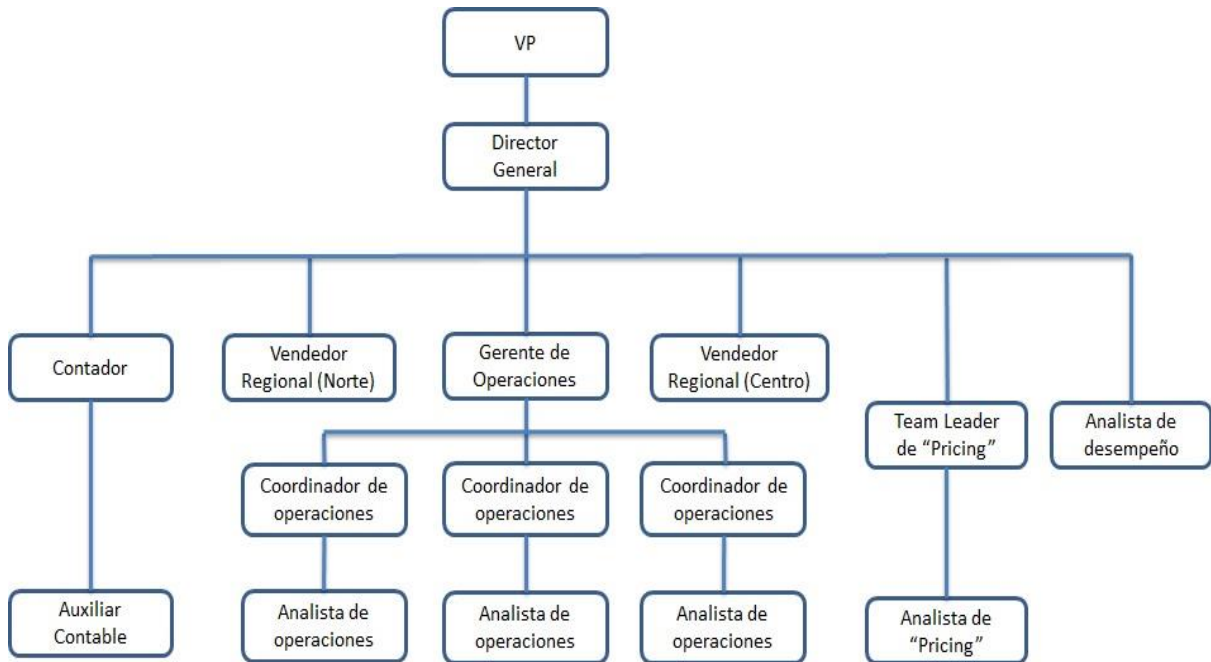 VP
Director
General
Contador
Vendedor
Regional (Norte)
Gerente de
Operaciones
Vendedor
Regional (Centro)
Team Leader
de “Pricing”
Analista de
desempeño
Coordinador de
operaciones
Coordinador de
operaciones
Coordinador de
operaciones
Auxiliar
Contable
Analista de
operaciones
Analista de
operaciones
Analista de
operaciones
Analista de
“Pricing”